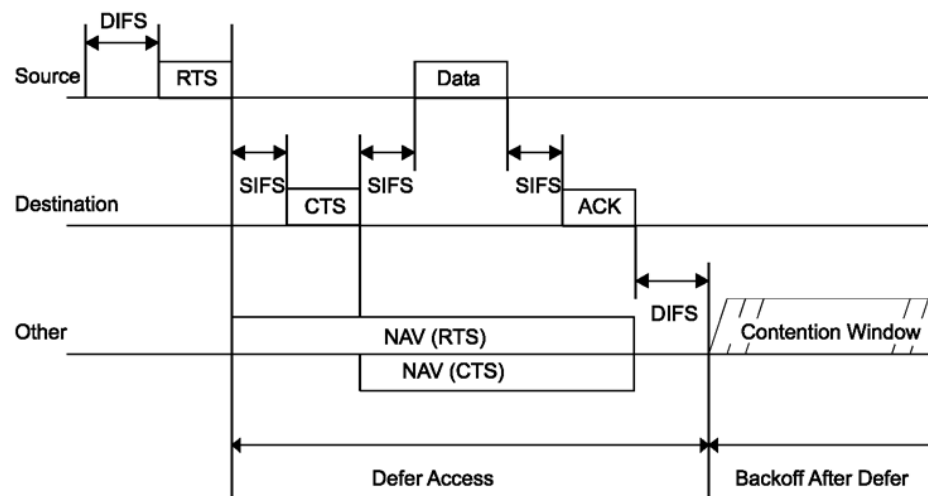 DIFS
Source
RTS
Data
SIFS
SIFS
SIFS
Destination
CTS
ACK
DIFS
Other
NAV (RTS)
Contention Window
NAV (CTS)
Defer Access
Backoff After Defer